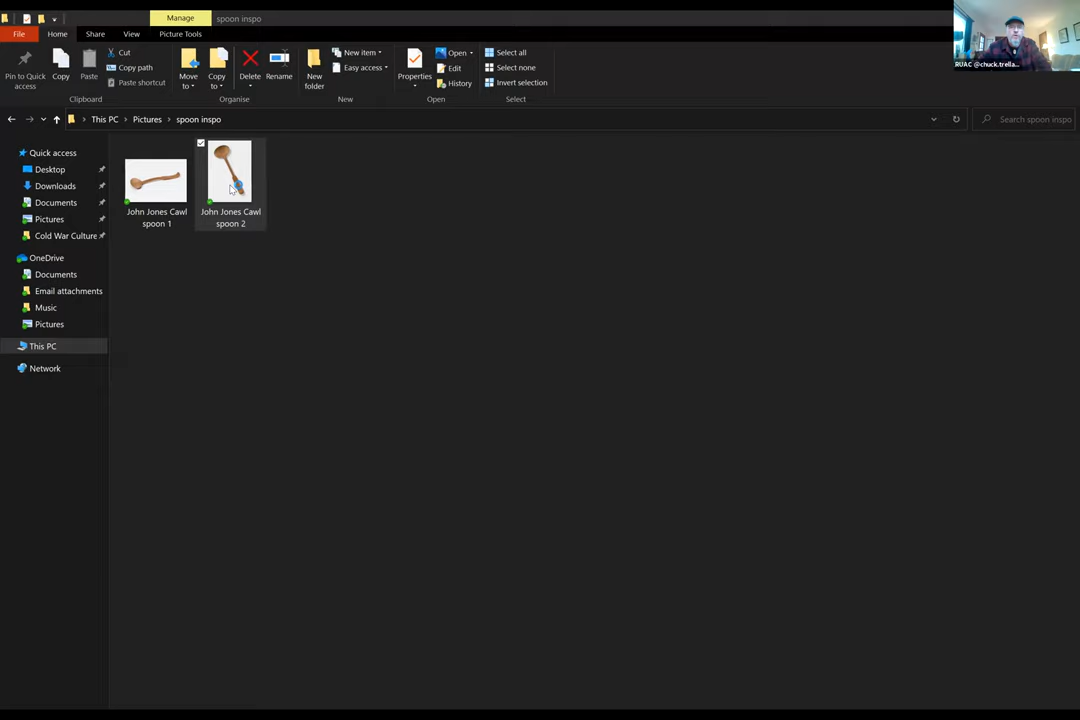 Manage
spoon inspo
File
Home
Share
View
Picture Tools
Pin to Quick
access
Copy
Paste
Cut
Copy path
Paste shortcut
Clipboard
Move
to
Copy
to
Delete
Rename
Organise
New
folder
New item
Easy access
New
Properties
Open
Edit
History
Open
Select all
Select none
Invert selection
Select
RUAC @chuck.trella...
This PC
Pictures
spoon inspo
Search spoon inspo
Quick access
Desktop
Downloads
Documents
Pictures
Cold War Culture
OneDrive
Documents
Email attachments
Music
Pictures
This PC
Network
John Jones Cawl
spoon 1
John Jones Cawl
spoon 2